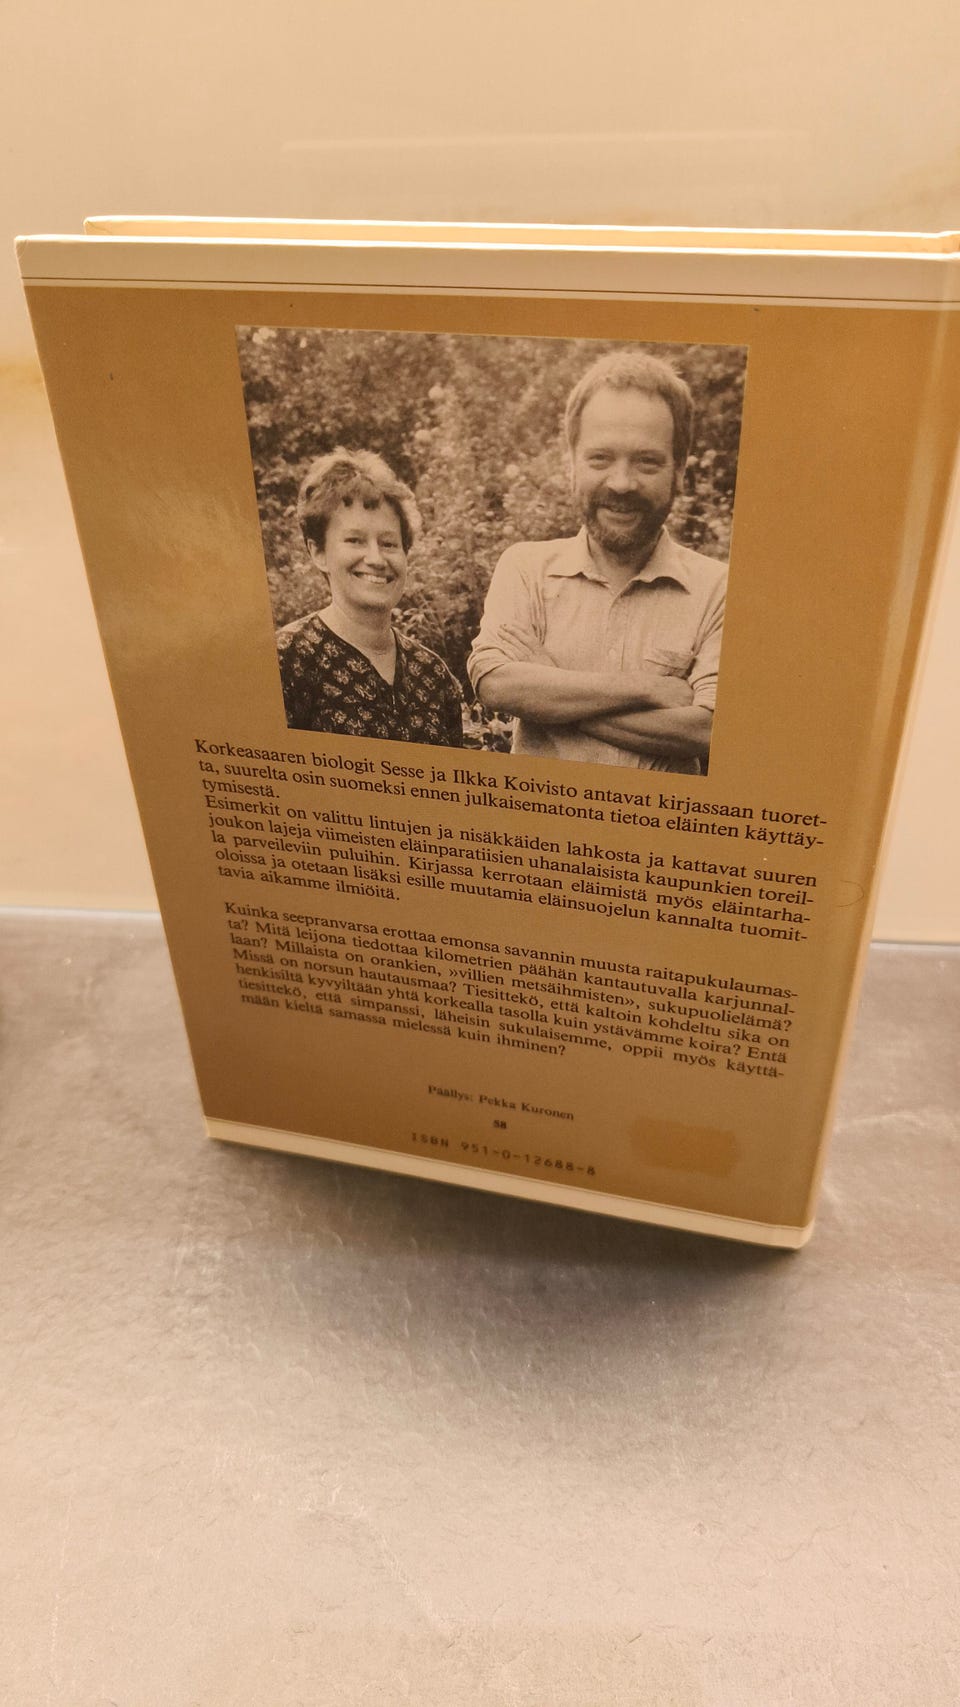 Korkeasaaren biologit Sesse ja Ilkka Koivisto antavat kirjassaan tuoret-
ta, suurelta osin suomeksi ennen julkaisematonta tietoa eläinten käyttäy-
tymisestä.
Esimerkit on valittu lintujen ja nisäkkäiden lahkosta ja kattavat suuren
joukon lajeja viimeisten eläinparatiisien uhanalaisista kaupunkien toreil-
la parveileviin puluihin. Kirjassa kerrotaan eläimistä myös eläintarha-
oloissa ja otetaan lisäksi esille muutamia eläinsuojelun kannalta tuomit-
tavia aikamme ilmiöitä.
Kuinka seepranvarsa erottaa emonsa savannin muusta raitapukulaumas-
ta? Mitä leijona tiedottaa kilometrien päähän kantautuvalla karjunnal-
laan? Millaista on orankien, »villien metsäihmisten», sukupuolielämä?
Missä on norsun hautausmaa? Tiesittekö, että kaltoin kohdeltu sika on
henkisiltä kyvyiltään yhtä korkealla tasolla kuin ystävämme koira? Entä
tiesittekö, että simpanssi, läheisin sukulaisemme, oppii myös käyttä-
mään kieltä samassa mielessä kuin ihminen?
Päällys: Pekka Kuronen
58
ISBN 951-0-12688-8